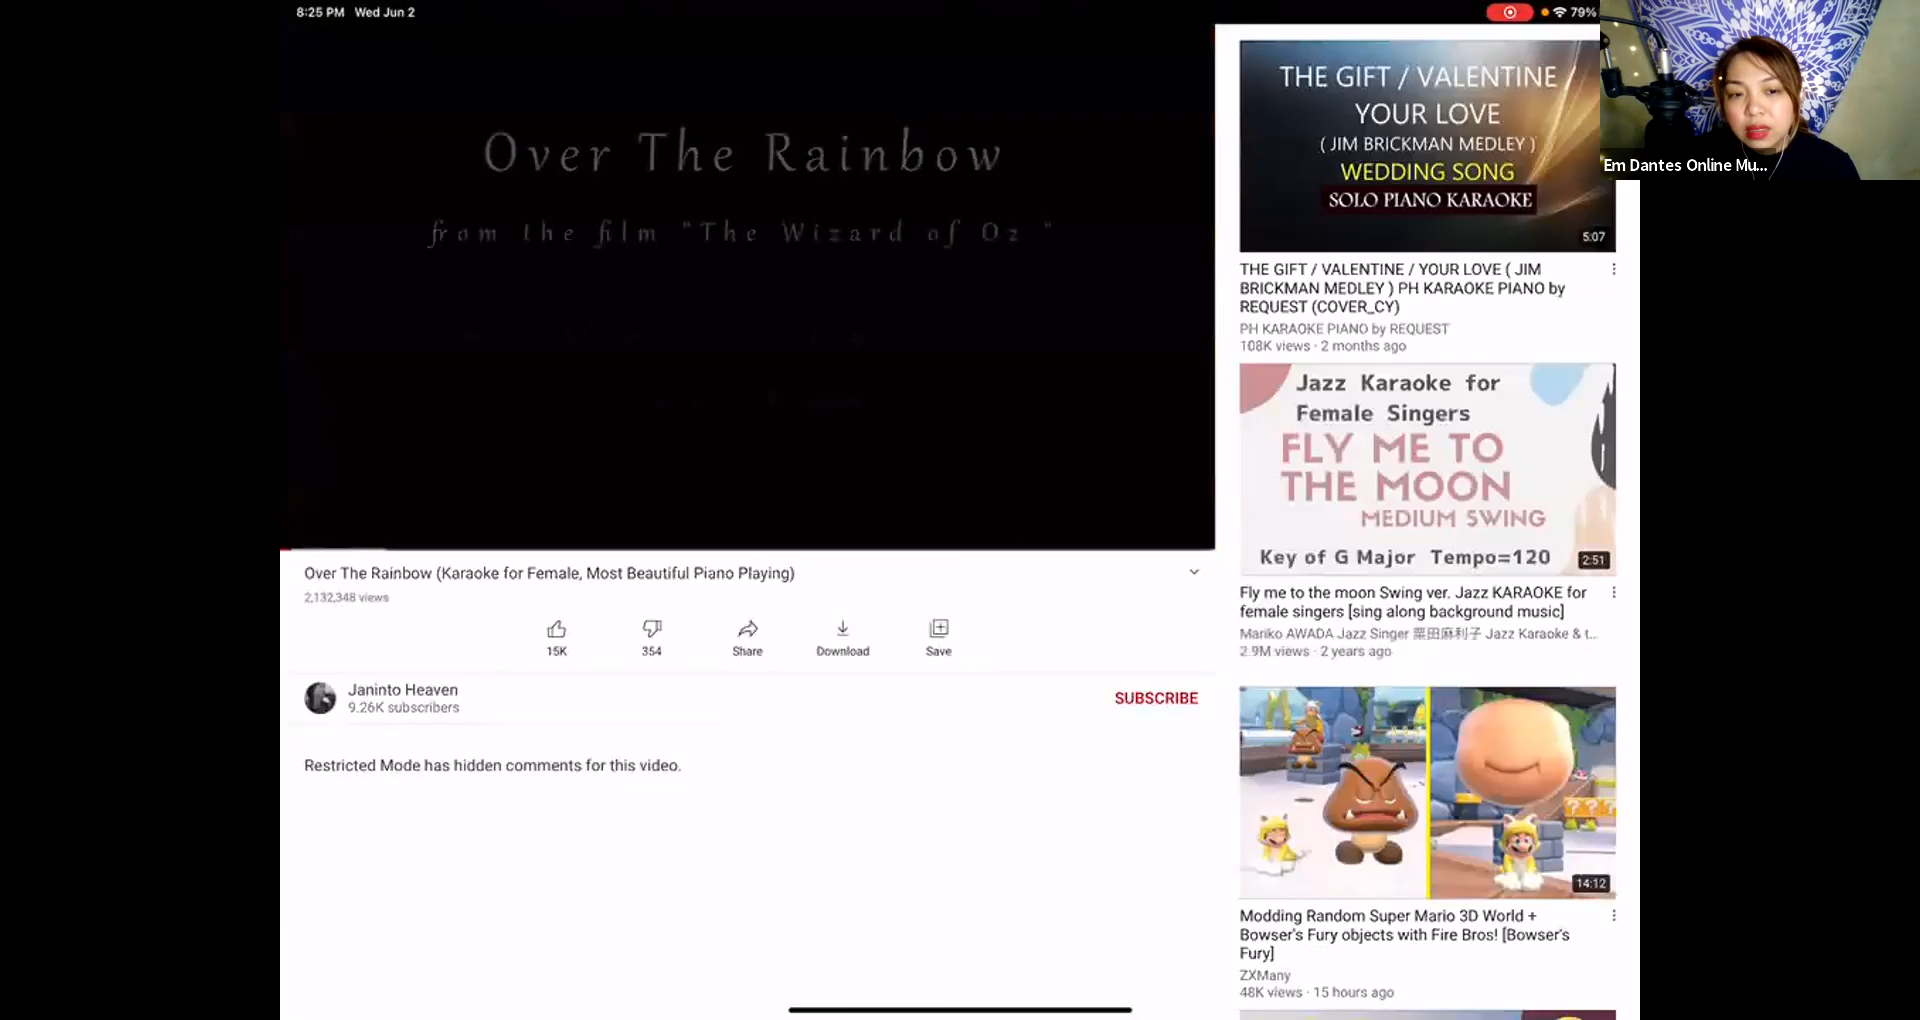 8:25 PM Wed Jun 2
79%
Over The Rainbow
from the film "The Wizard of Oz "
Over The Rainbow (Karaoke for Female, Most Beautiful Piano Playing)
2,132,348 views
15K
354
Share
Download
Save
Janinto Heaven
9.26K subscribers
SUBSCRIBE
Restricted Mode has hidden comments for this video.
THE GIFT / VALENTINE /
YOUR LOVE
( JIM BRICKMAN MEDLEY )
WEDDING SONG
SOLO PIANO KARAOKE
5:07
THE GIFT / VALENTINE / YOUR LOVE ( JIM
BRICKMAN MEDLEY ) PH KARAOKE PIANO by
REQUEST (COVER_CY)
PH KARAOKE PIANO by REQUEST
108K views · 2 months ago
Jazz Karaoke for
Female Singers
FLY ME TO
THE MOON
MEDIUM SWING
Key of G Major Tempo=120
2:51
Fly me to the moon Swing ver. Jazz KARAOKE for
female singers [sing along background music]
Mariko AWADA Jazz Singer 粟田麻利子 Jazz Karaoke & t...
2.9M views · 2 years ago
14:12
Modding Random Super Mario 3D World +
Bowser's Fury objects with Fire Bros! [Bowser's
Fury]
ZXMany
48K views · 15 hours ago
Em Dantes Online Mu...